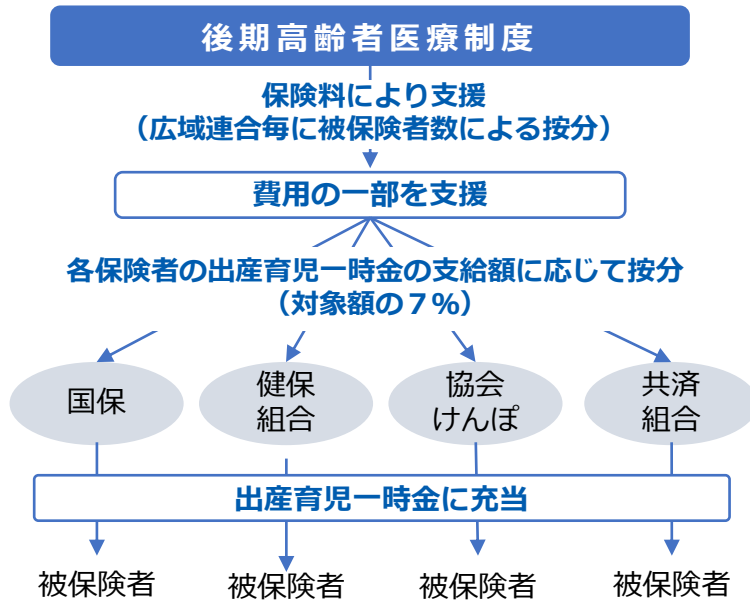 後期高齢者医療制度
保険料により支援
（広域連合毎に被保険者数による按分）
費用の一部を支援
各保険者の出産育児一時金の支給額に応じて按分
（対象額の７％）
国保
健保
組合
協会
けんぽ
共済
組合
出産育児一時金に充当
被保険者
被保険者
被保険者
被保険者